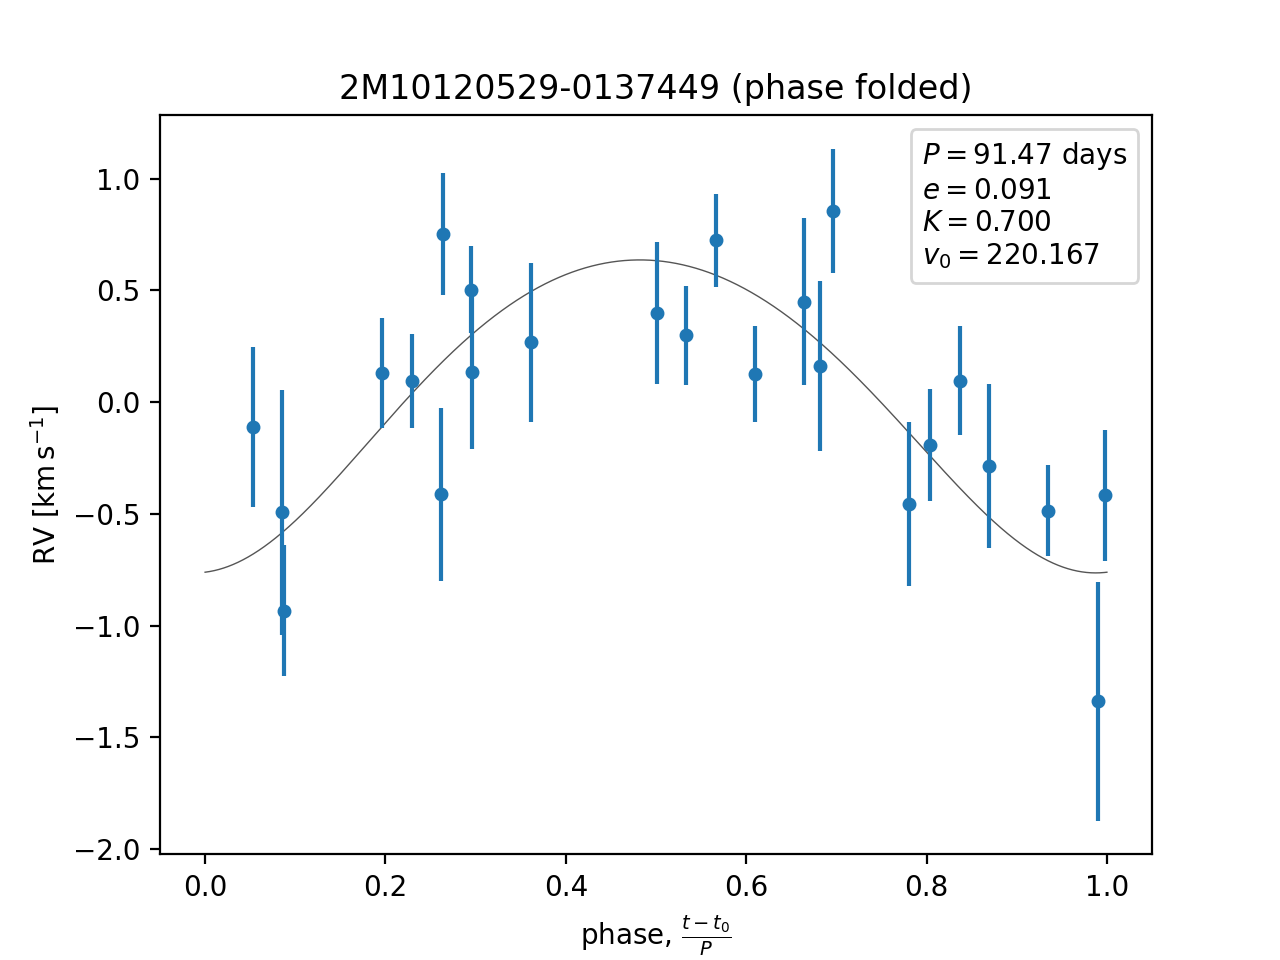 2M10120529-0137449 (phase folded)
P = 91.47 days
e = 0.091
K = 0.700
v₀ = 220.167
1.0
0.5
0.0
−0.5
−1.0
−1.5
−2.0
RV [km s⁻¹]
0.0 0.2 0.4 0.6 0.8 1.0
phase, (t − t₀)/P